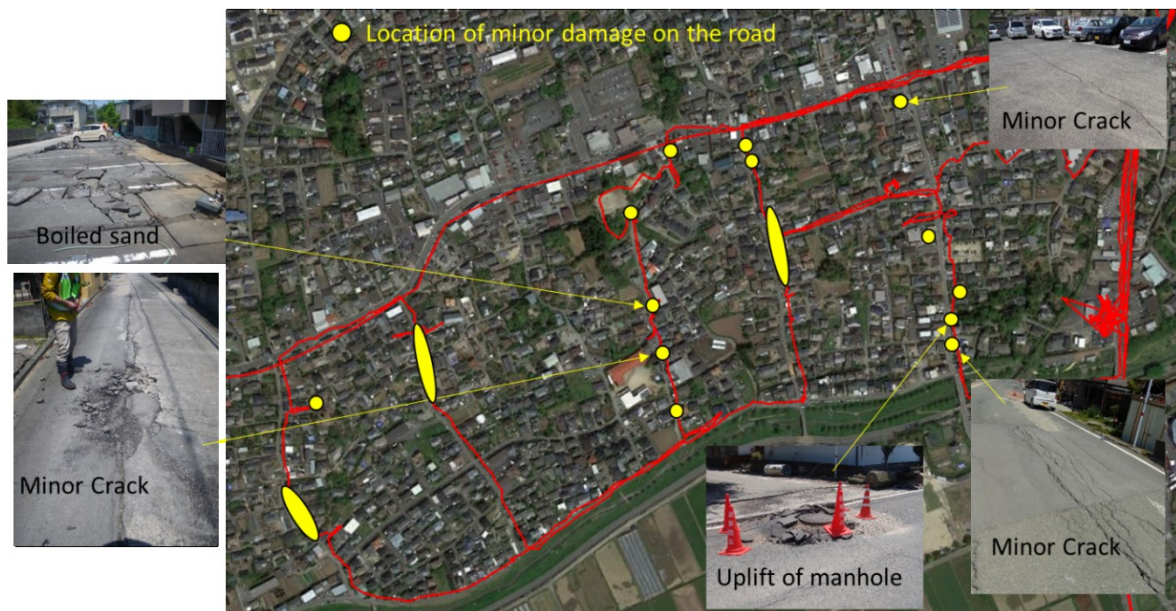 Location of minor damage on the road
Minor Crack
Boiled sand
Minor Crack
Uplift of manhole
Minor Crack